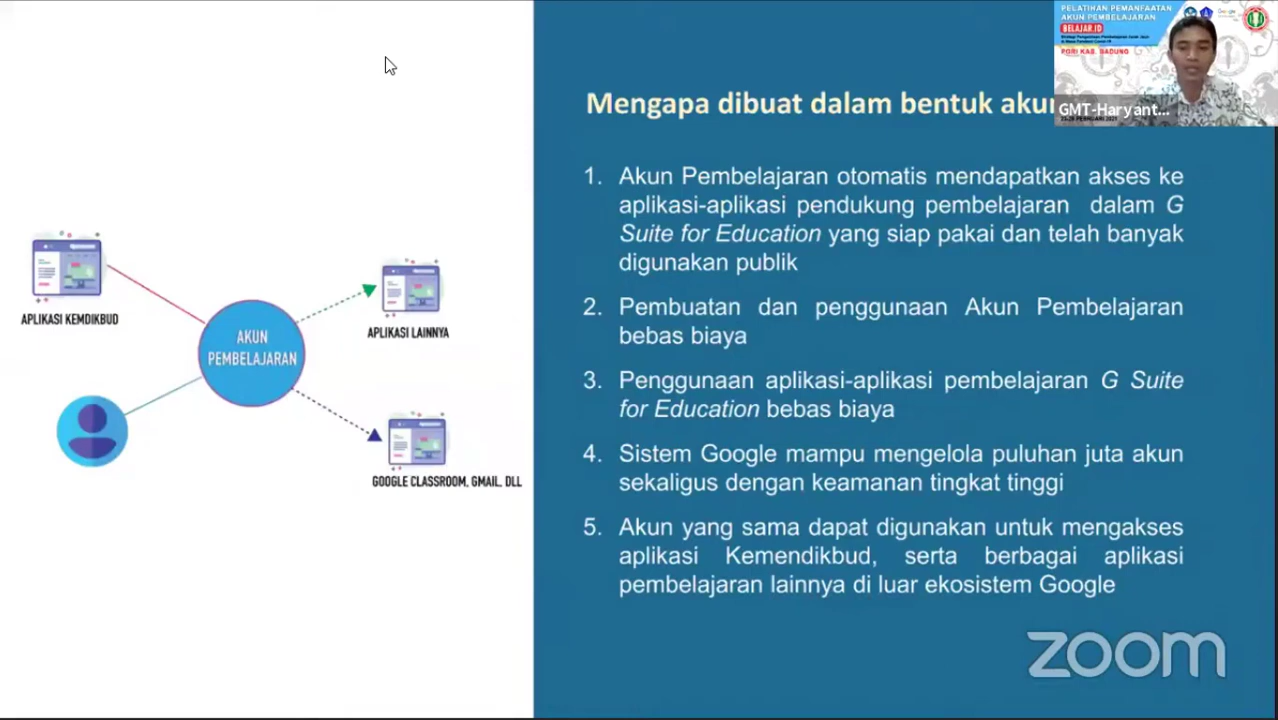 Mengapa dibuat dalam bentuk
1. Akun Pembelajaran otomatis mendapatkan akses ke
aplikasi-aplikasi pendukung pembelajaran dalam G
Suite for Education yang siap pakai dan telah banyak
digunakan publik
2. Pembuatan dan penggunaan Akun Pembelajaran
bebas biaya
3. Penggunaan aplikasi-aplikasi pembelajaran G Suite
for Education bebas biaya
4. Sistem Google mampu mengelola puluhan juta akun
sekaligus dengan keamanan tingkat tinggi
5. Akun yang sama dapat digunakan untuk mengakses
aplikasi Kemendikbud, serta berbagai aplikasi
pembelajaran lainnya di luar ekosistem Google
APLIKASI KEMDIKBUD
AKUN
PEMBELAJARAN
APLIKASI LAINNYA
GOOGLE CLASSROOM, GMAIL, DLL
PELATIHAN PEMANFAATAN
AKUN PEMBELAJARAN
BELAJAR.ID
PGRI KAB. BADUNG
GMT-Haryant...
zoom